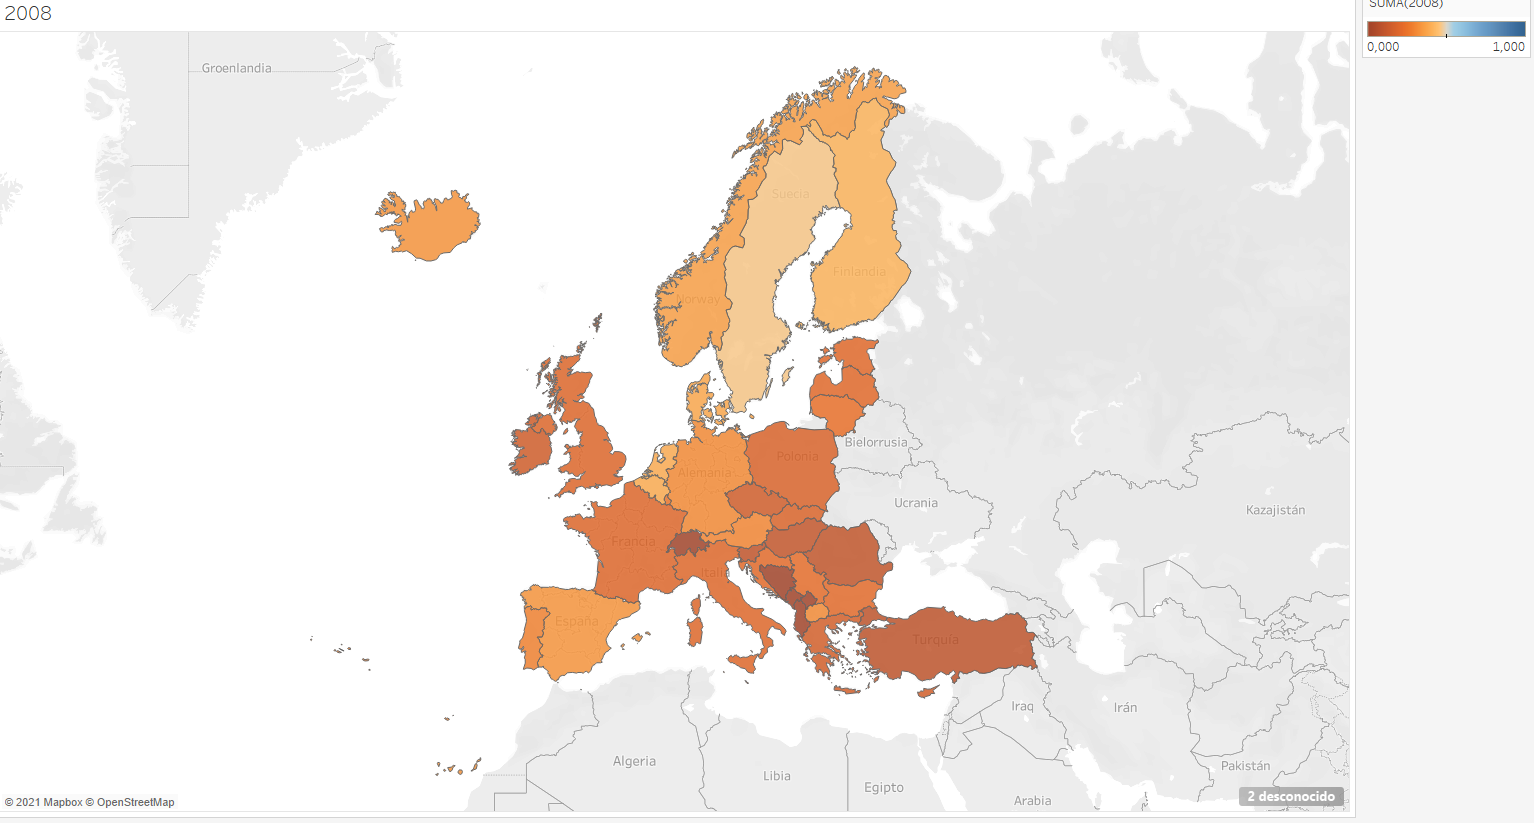 2008
SUMA(2008)
0,000
1,000
Groenlandia
Suecia
Finlandia
Norway
Bielorrusia
Polonia
Alemania
Ucrania
Kazajistán
Francia
Italia
España
Turquía
Iraq
Irán
Argelia
Libia
Egipto
Pakistán
Arabia
© 2021 Mapbox © OpenStreetMap
2 desconocido